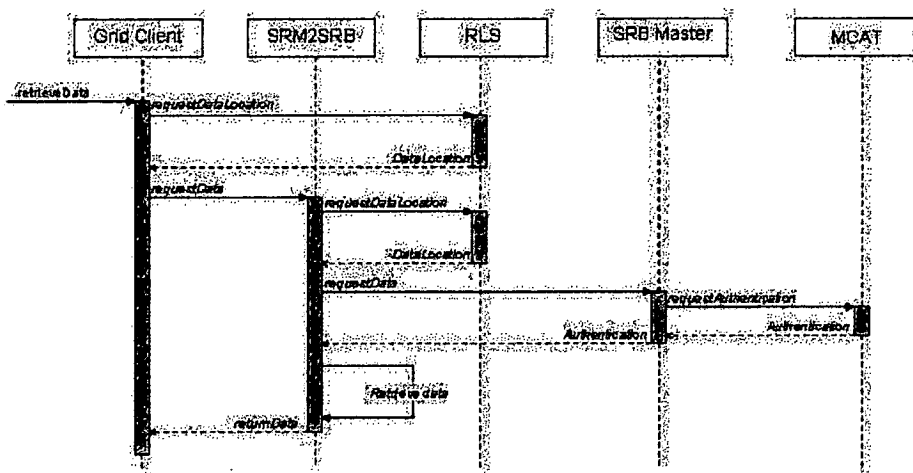 Grid Client
SRM2SRB
RLS
SRB Master
MCAT
retrieveData
requestDataLocation
DataLocation
requestData
requestDataLocation
DataLocation
requestData
requestAuthentication
Authentication
Authentication
Retrieve data
returnData